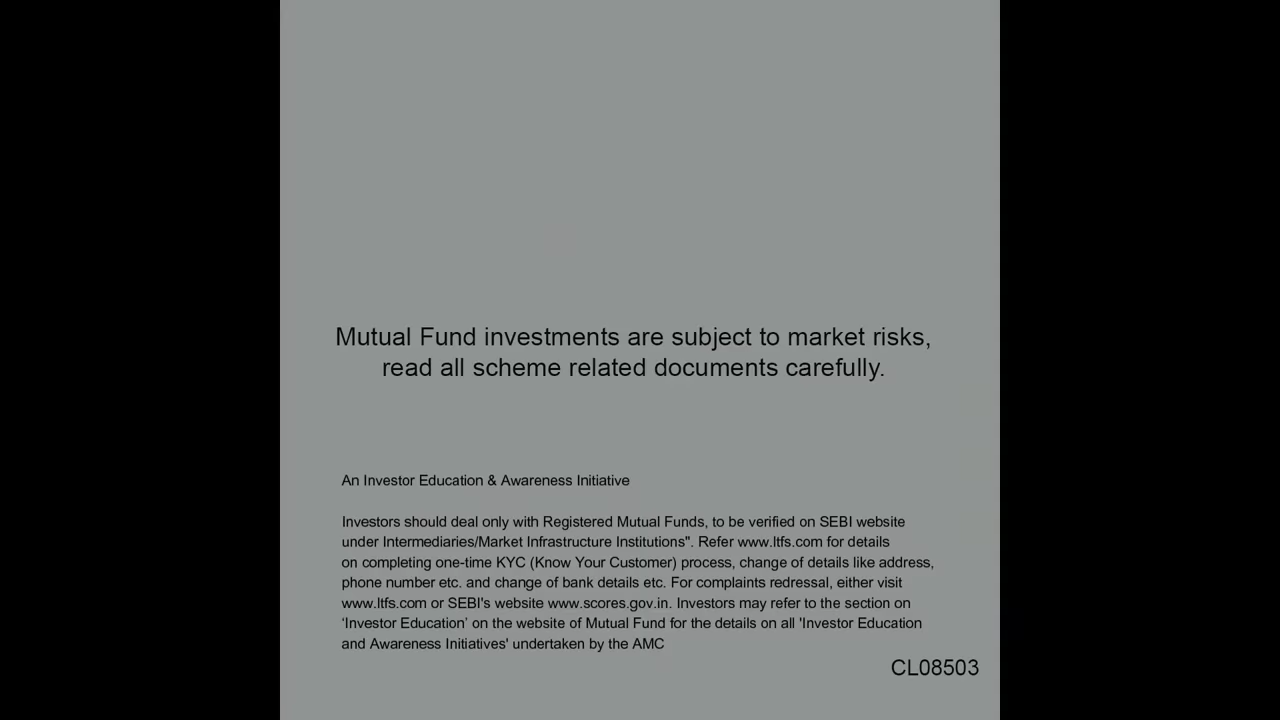 Mutual Fund investments are subject to market risks,
read all scheme related documents carefully.
An Investor Education & Awareness Initiative
Investors should deal only with Registered Mutual Funds, to be verified on SEBI website
under Intermediaries/Market Infrastructure Institutions". Refer www.ltfs.com for details
on completing one-time KYC (Know Your Customer) process, change of details like address,
phone number etc. and change of bank details etc. For complaints redressal, either visit
www.ltfs.com or SEBI's website www.scores.gov.in. Investors may refer to the section on
‘Investor Education’ on the website of Mutual Fund for the details on all 'Investor Education
and Awareness Initiatives' undertaken by the AMC
CL08503